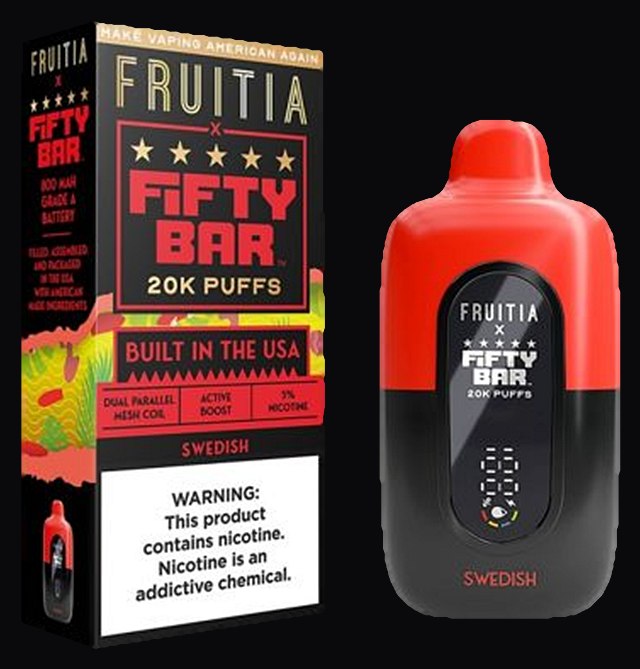 MAKE VAPING AMERICAN AGAIN
FRUITIA
X
FiFTY
BAR™
20K PUFFS
BUILT IN THE USA
DUAL PARALLEL
MESH COIL
ACTIVE
BOOST
5%
NICOTINE
SWEDISH
WARNING:
This product
contains nicotine.
Nicotine is an
addictive chemical.
FRUITIA
X
FiFTY
BAR
800 MAH
GRADE A
BATTERY
FILLED, ASSEMBLED
AND PACKAGED
IN THE USA
WITH AMERICAN
MADE INGREDIENTS
FRUITIA
X
FiFTY
BAR
20K PUFFS
88
SWEDISH